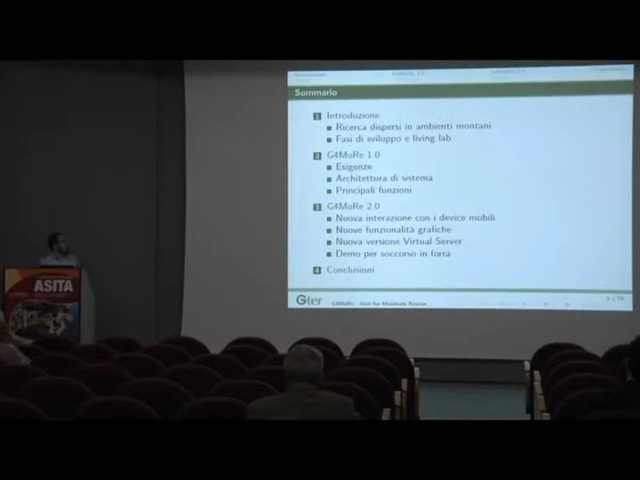 Sommario
1 Introduzione
Ricerca dispersi in ambienti montani
Fasi di sviluppo e living lab
2 G4MoRe 1.0
Esigenze
Architettura di sistema
Principali funzioni
3 G4MoRe 2.0
Nuova interazione con i device mobili
Nuove funzionalità grafiche
Nuova versione Virtual Server
Demo per soccorso in forra
4 Conclusioni
Gter
G4MoRe
ASITA